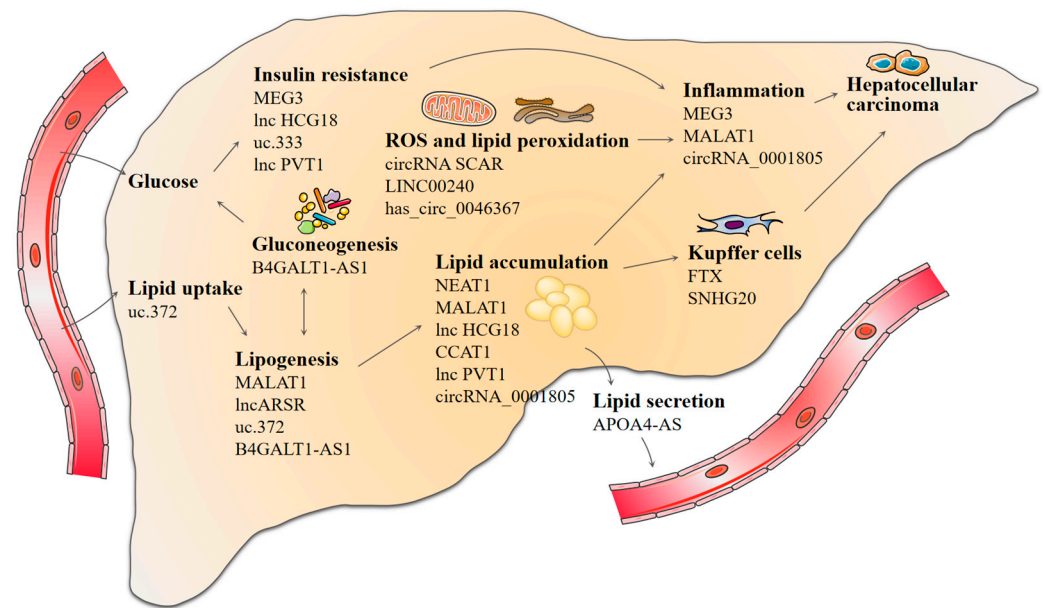 Insulin resistance
MEG3
lnc HCG18
uc.333
lnc PVT1
Glucose
Gluconeogenesis
B4GALT1-AS1
Lipid uptake
uc.372
Lipogenesis
MALAT1
lncARSR
uc.372
B4GALT1-AS1
ROS and lipid peroxidation
circRNA SCAR
LINC00240
has_circ_0046367
Lipid accumulation
NEAT1
MALAT1
lnc HCG18
CCAT1
lnc PVT1
circRNA_0001805
Lipid secretion
APOA4-AS
Inflammation
MEG3
MALAT1
circRNA_0001805
Kupffer cells
FTX
SNHG20
Hepatocellular
carcinoma